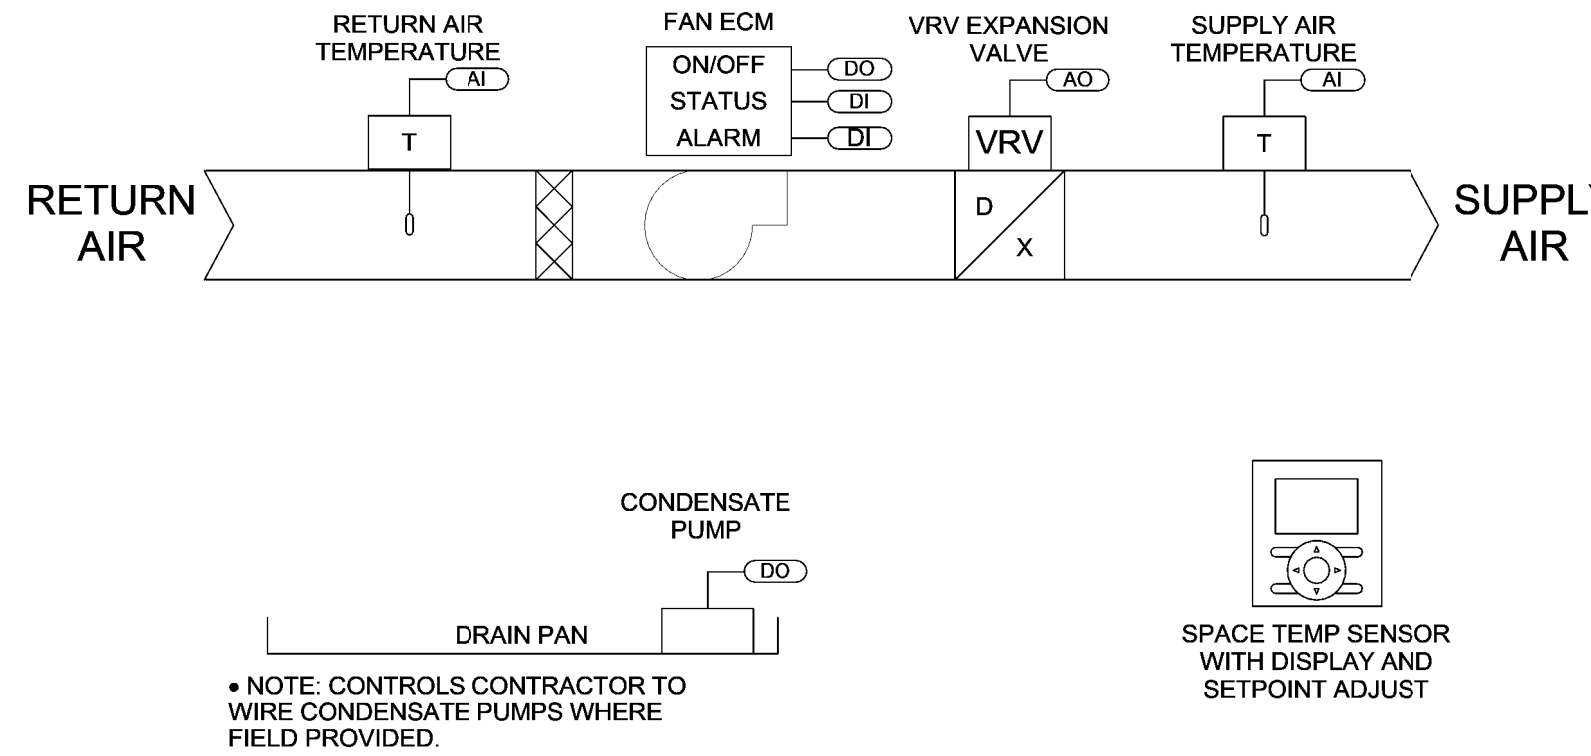 RETURN AIR
TEMPERATURE
AI
T
FAN ECM
ON/OFF
DO
STATUS
DI
ALARM
DI
VRV EXPANSION
VALVE
AO
VRV
SUPPLY AIR
TEMPERATURE
AI
T
RETURN
AIR
D
X
SUPPLY
AIR
CONDENSATE
PUMP
DO
DRAIN PAN
• NOTE: CONTROLS CONTRACTOR TO
WIRE CONDENSATE PUMPS WHERE
FIELD PROVIDED.
SPACE TEMP SENSOR
WITH DISPLAY AND
SETPOINT ADJUST